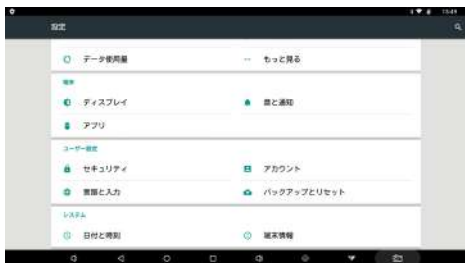 設定
データ使用量
もっと見る
端末
ディスプレイ
音と通知
アプリ
ユーザー設定
セキュリティ
アカウント
言語と入力
バックアップとリセット
システム
日付と時刻
端末情報